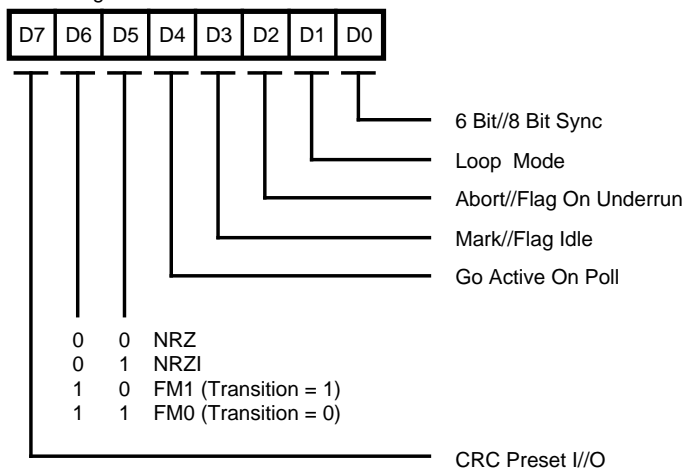 D7 D6 D5 D4 D3 D2 D1 D0
6 Bit//8 Bit Sync
Loop Mode
Abort//Flag On Underrun
Mark//Flag Idle
Go Active On Poll
0 0 NRZ
0 1 NRZI
1 0 FM1 (Transition = 1)
1 1 FM0 (Transition = 0)
CRC Preset I//O